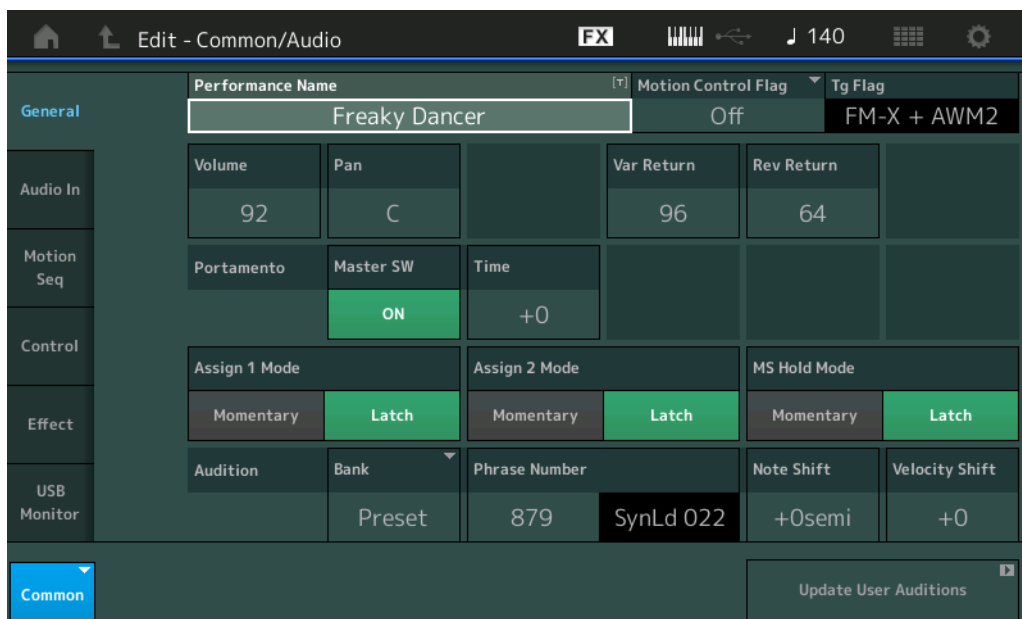 Edit - Common/Audio FX 140
Performance Name [T] Motion Control Flag Tg Flag
General
Freaky Dancer Off FM-X + AWM2
Volume Pan Var Return Rev Return
Audio In
92 C 96 64
Motion
Seq
Portamento Master SW Time
ON +0
Control
Assign 1 Mode Assign 2 Mode MS Hold Mode
Momentary Latch Momentary Latch Momentary Latch
Effect
Audition Bank Phrase Number Note Shift Velocity Shift
USB
Monitor
Preset 879 SynLd 022 +0semi +0
Common Update User Auditions